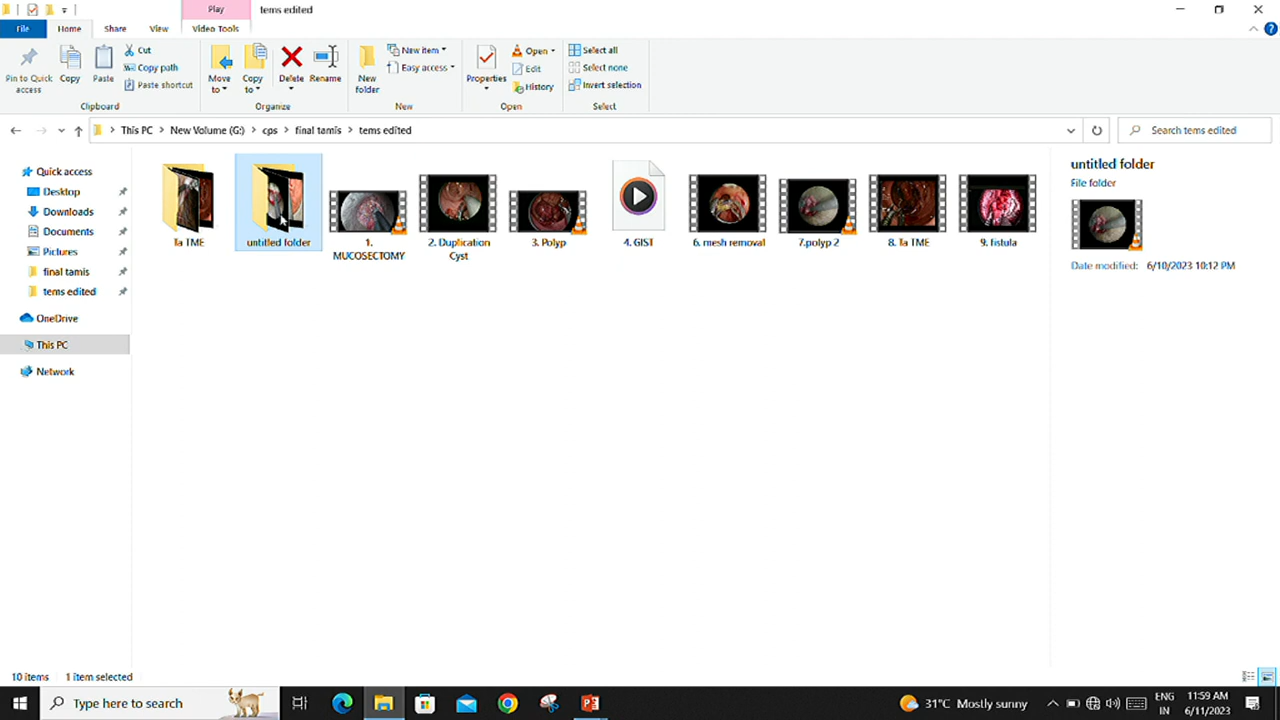 Play
tems edited
File
Home
Share
View
Video Tools
Pin to Quick access
Copy
Paste
Cut
Copy path
Paste shortcut
Clipboard
Move to
Copy to
Delete
Rename
Organize
New folder
New item
Easy access
New
Properties
Open
Edit
History
Open
Select all
Select none
Invert selection
Select
This PC > New Volume (G:) > cps > final tamis > tems edited
Search tems edited
Quick access
Desktop
Downloads
Documents
Pictures
final tamis
tems edited
OneDrive
This PC
Network
Ta TME
untitled folder
1. MUCOSECTOMY
2. Duplication Cyst
3. Polyp
4. GIST
6. mesh removal
7.polyp 2
8. Ta TME
9. fistula
untitled folder
File folder
Date modified: 6/10/2023 10:12 PM
10 items
1 item selected
Type here to search
31°C Mostly sunny
ENG
IN
11:59 AM
6/11/2023